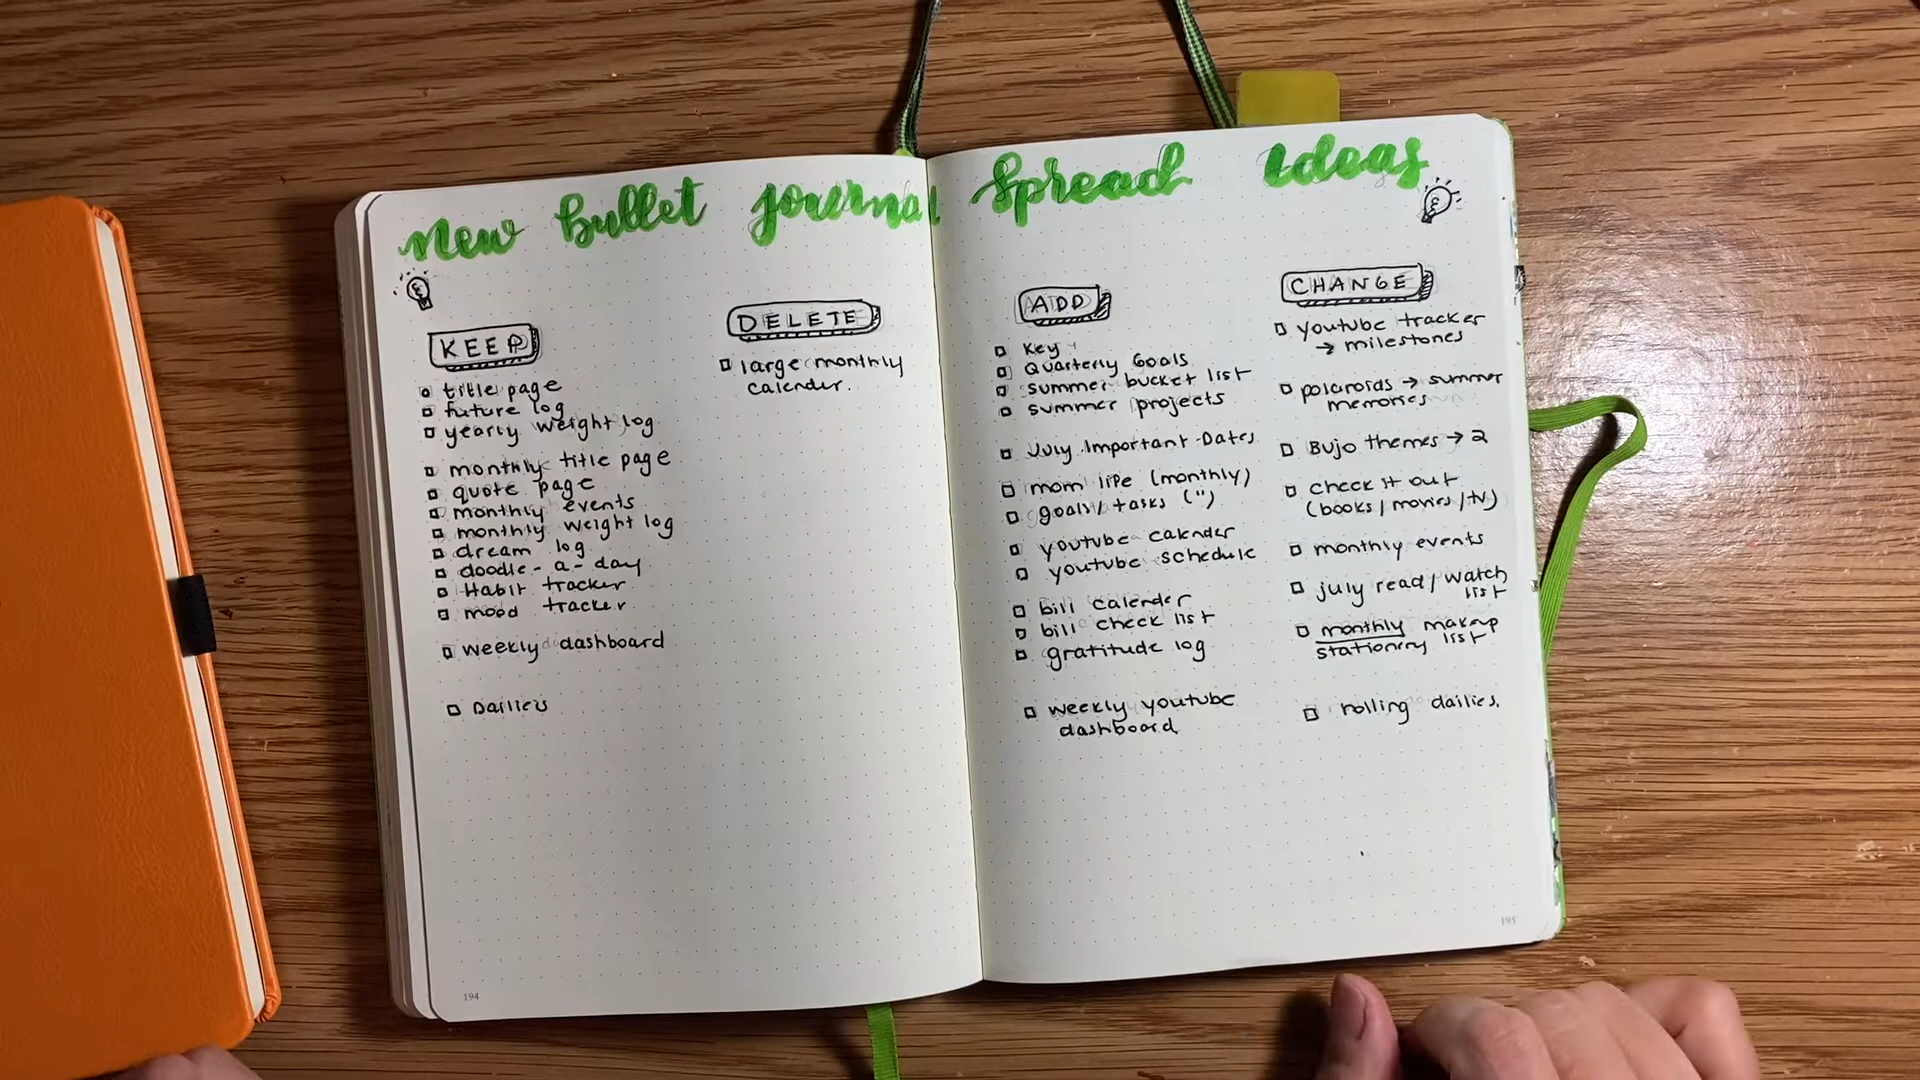 New Bullet Journal Spread Ideas
KEEP
title page
future log
yearly weight log
monthly title page
quote page
monthly events
monthly weight log
dream log
doodle-a-day
Habit tracker
mood tracker
weekly dashboard
Dailies
194
DELETE
large monthly
calender.
ADD
Key
Quarterly Goals
summer bucket list
summer projects
July Important Dates
mom life (monthly)
goals/tasks (")
youtube calender
youtube schedule
bill calender
bill check list
gratitude log
weekly youtube
dashboard
CHANGE
youtube tracker
→ milestones
polaroids → summer
memories
Bujo themes → 2
check it out
(books/movies/tv)
monthly events
july read/watch
list
monthly makeup
stationery list
rolling dailies.
195